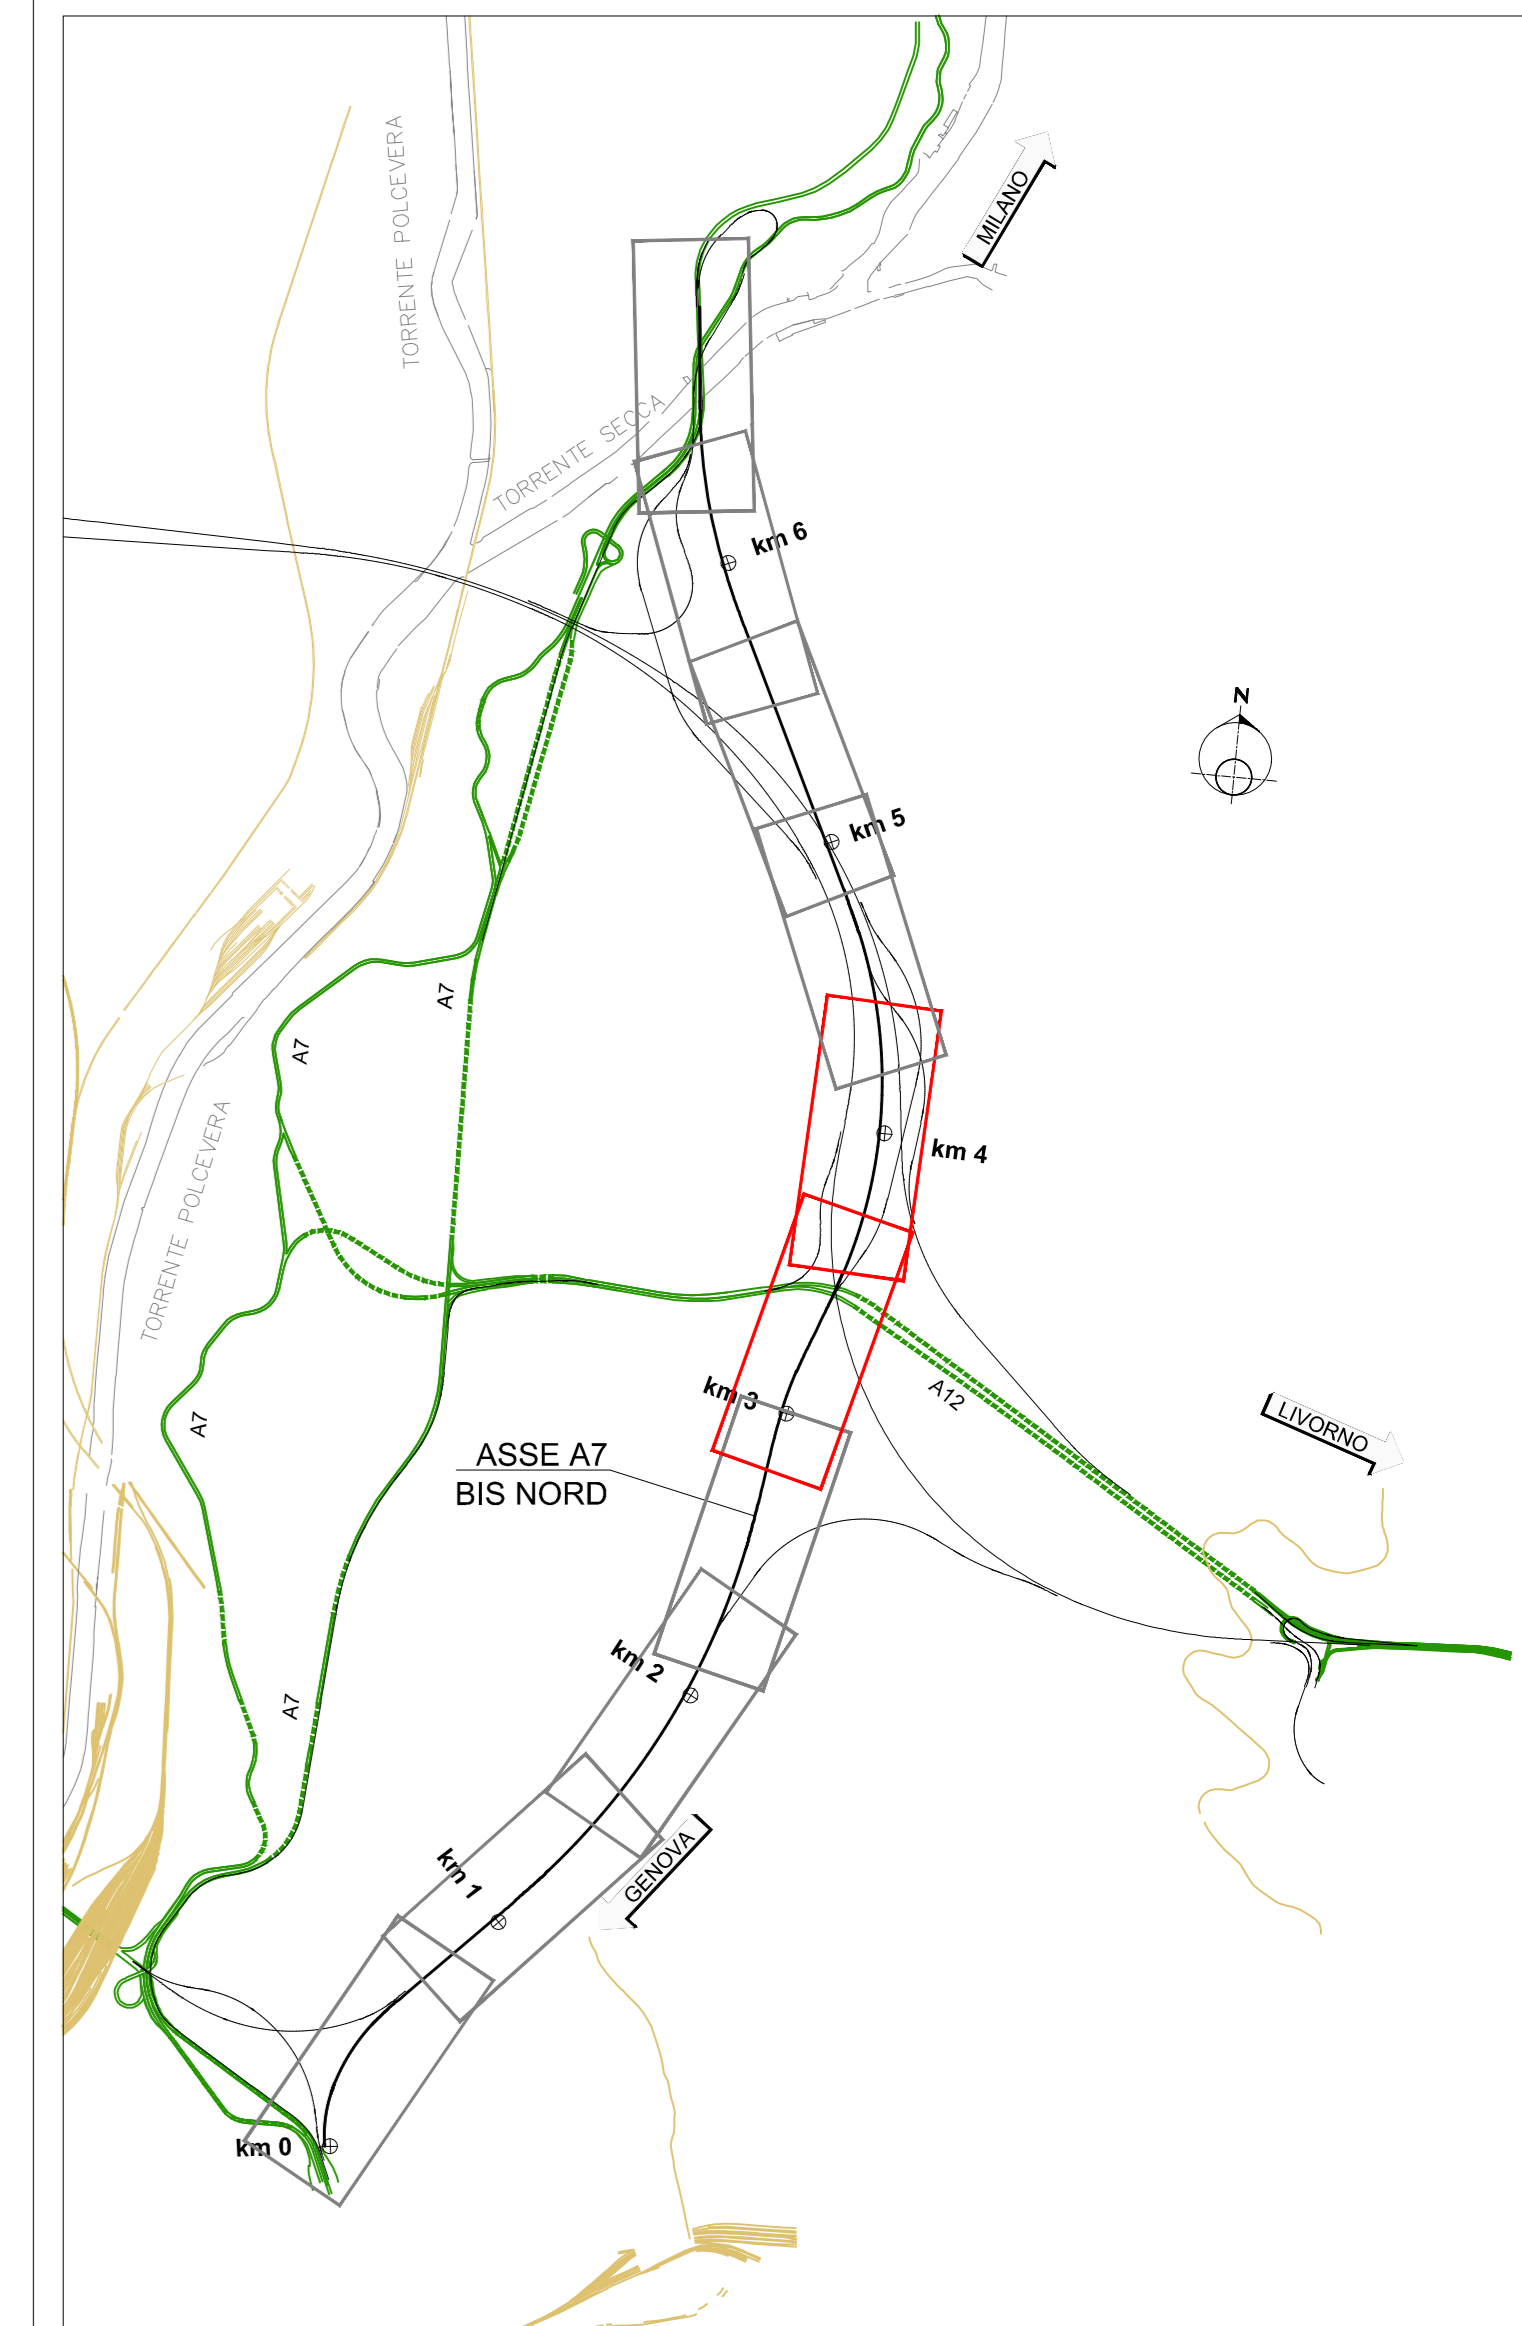 TORRENTE POLCEVERA
MILANO
TORRENTE SECCA
km 6
N
km 5
A7
A7
TORRENTE POLCEVERA
km 4
km 3
A12
A7
LIVORNO
ASSE A7
BIS NORD
km 2
A7
km 1
GENOVA
km 0